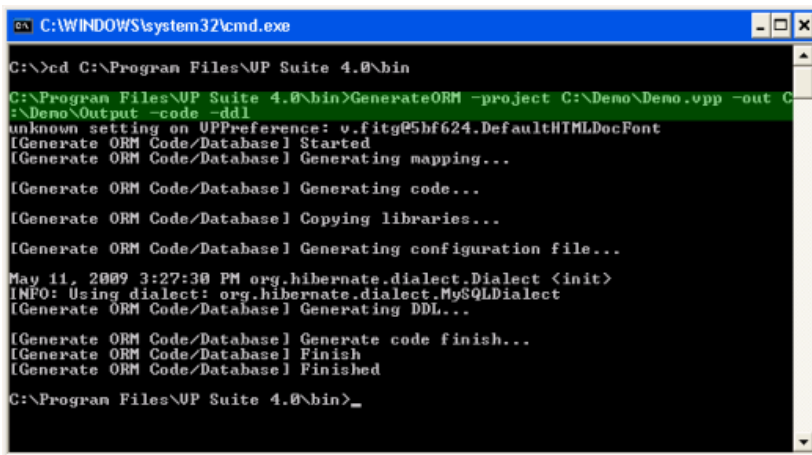 C:\WINDOWS\system32\cmd.exe
C:\>cd C:\Program Files\VP Suite 4.0\bin
C:\Program Files\VP Suite 4.0\bin>GenerateORM -project C:\Demo\Demo.vpp -out C
:\Demo\Output -code -ddl
unknown setting on VPPreference: v.fitg@5bf624.DefaultHTMLDocFont
[Generate ORM Code/Database] Started
[Generate ORM Code/Database] Generating mapping...
[Generate ORM Code/Database] Generating code...
[Generate ORM Code/Database] Copying libraries...
[Generate ORM Code/Database] Generating configuration file...
May 11, 2009 3:27:30 PM org.hibernate.dialect.Dialect <init>
INFO: Using dialect: org.hibernate.dialect.MySQLDialect
[Generate ORM Code/Database] Generating DDL...
[Generate ORM Code/Database] Generate code finish...
[Generate ORM Code/Database] Finish
[Generate ORM Code/Database] Finished
C:\Program Files\VP Suite 4.0\bin>_